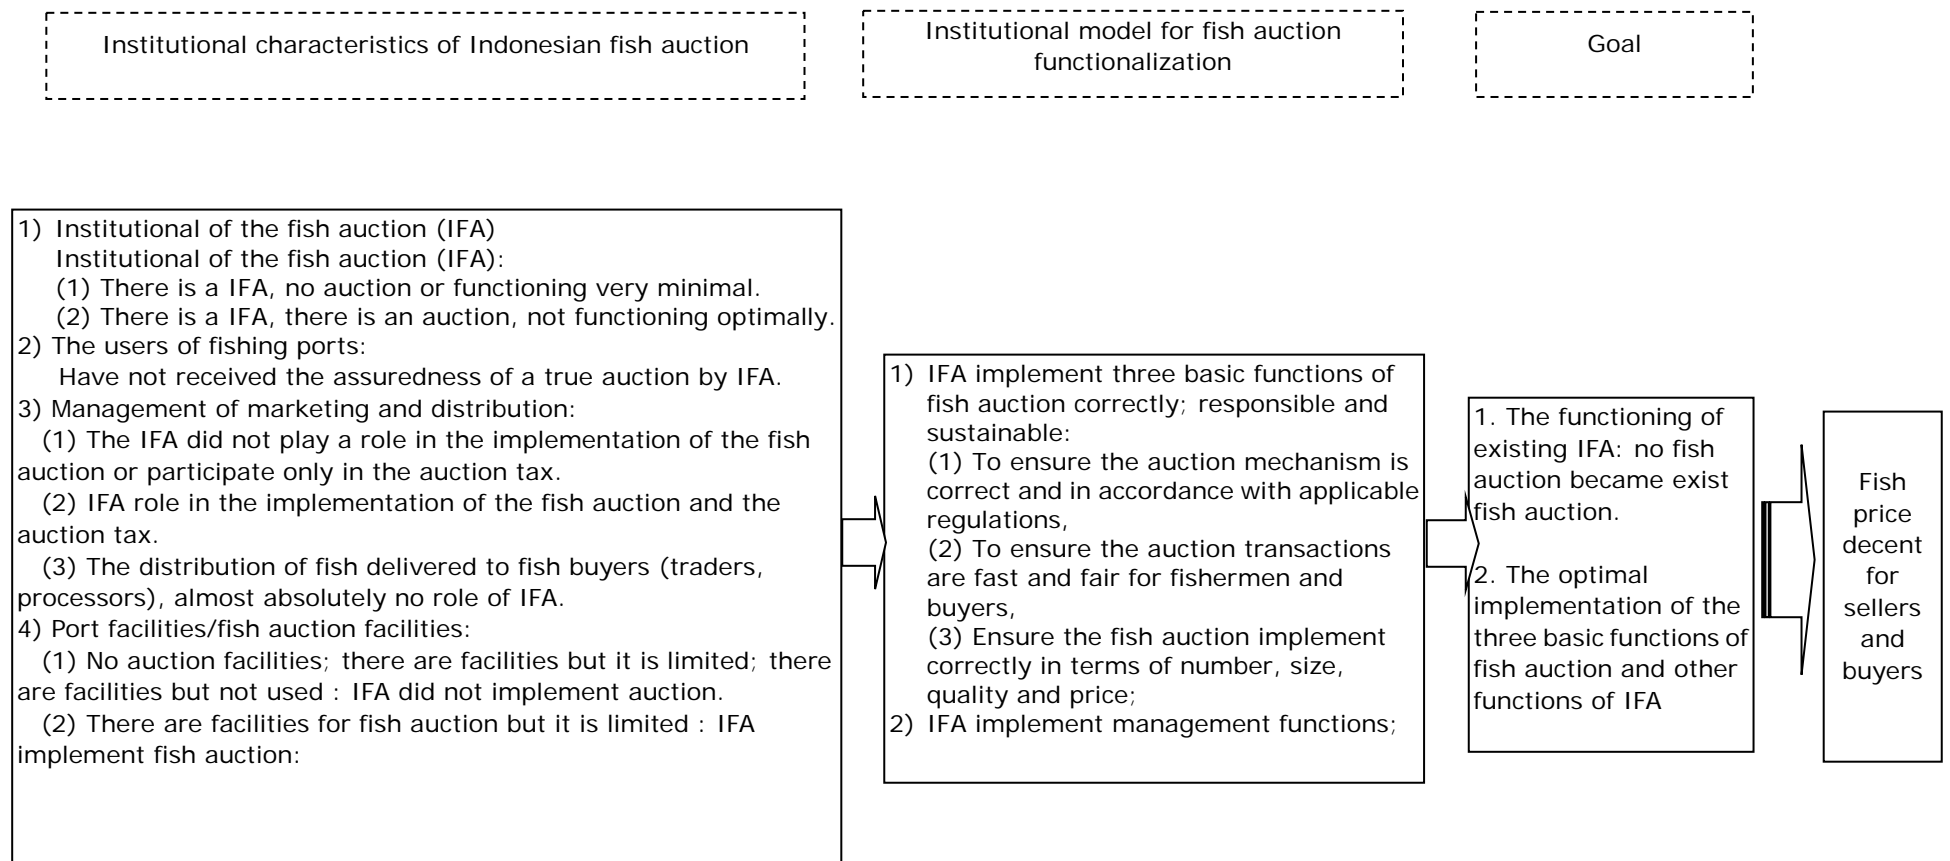 Institutional characteristics of Indonesian fish auction
Institutional model for fish auction
functionalization
Goal
1) Institutional of the fish auction (IFA)
Institutional of the fish auction (IFA):
(1) There is a IFA, no auction or functioning very minimal.
(2) There is a IFA, there is an auction, not functioning optimally.
2) The users of fishing ports:
Have not received the assuredness of a true auction by IFA.
3) Management of marketing and distribution:
(1) The IFA did not play a role in the implementation of the fish
auction or participate only in the auction tax.
(2) IFA role in the implementation of the fish auction and the
auction tax.
(3) The distribution of fish delivered to fish buyers (traders,
processors), almost absolutely no role of IFA.
4) Port facilities/fish auction facilities:
(1) No auction facilities; there are facilities but it is limited; there
are facilities but not used : IFA did not implement auction.
(2) There are facilities for fish auction but it is limited : IFA
implement fish auction:
1) IFA implement three basic functions of
fish auction correctly; responsible and
sustainable:
(1) To ensure the auction mechanism is
correct and in accordance with applicable
regulations,
(2) To ensure the auction transactions
are fast and fair for fishermen and
buyers,
(3) Ensure the fish auction implement
correctly in terms of number, size,
quality and price;
2) IFA implement management functions;
1. The functioning of
existing IFA: no fish
auction became exist
fish auction.
2. The optimal
implementation of the
three basic functions of
fish auction and other
functions of IFA
Fish
price
decent
for
sellers
and
buyers